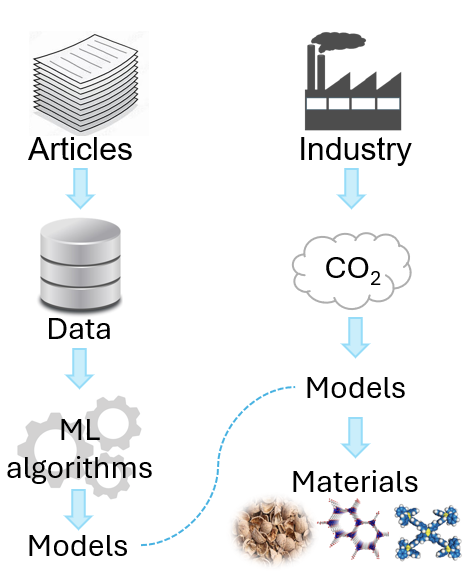 Articles
Data
ML
algorithms
Models
Industry
CO₂
Models
Materials